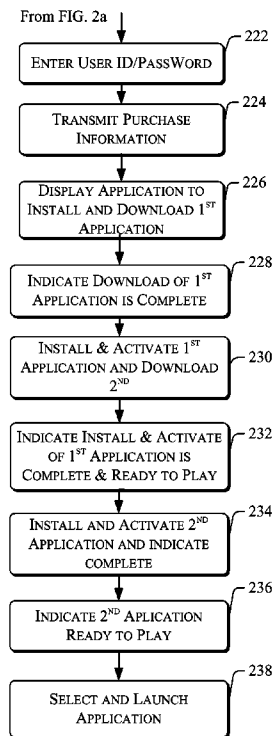 From FIG. 2a
222
ENTER USER ID/PASSWORD
224
TRANSMIT PURCHASE
INFORMATION
226
DISPLAY APPLICATION TO
INSTALL AND DOWNLOAD 1ST
APPLICATION
228
INDICATE DOWNLOAD OF 1ST
APPLICATION IS COMPLETE
230
INSTALL & ACTIVATE 1ST
APPLICATION AND DOWNLOAD
2ND
232
INDICATE INSTALL & ACTIVATE
OF 1ST APPLICATION IS
COMPLETE & READY TO PLAY
234
INSTALL AND ACTIVATE 2ND
APPLICATION AND INDICATE
COMPLETE
236
INDICATE 2ND APLICATION
READY TO PLAY
238
SELECT AND LAUNCH
APPLICATION